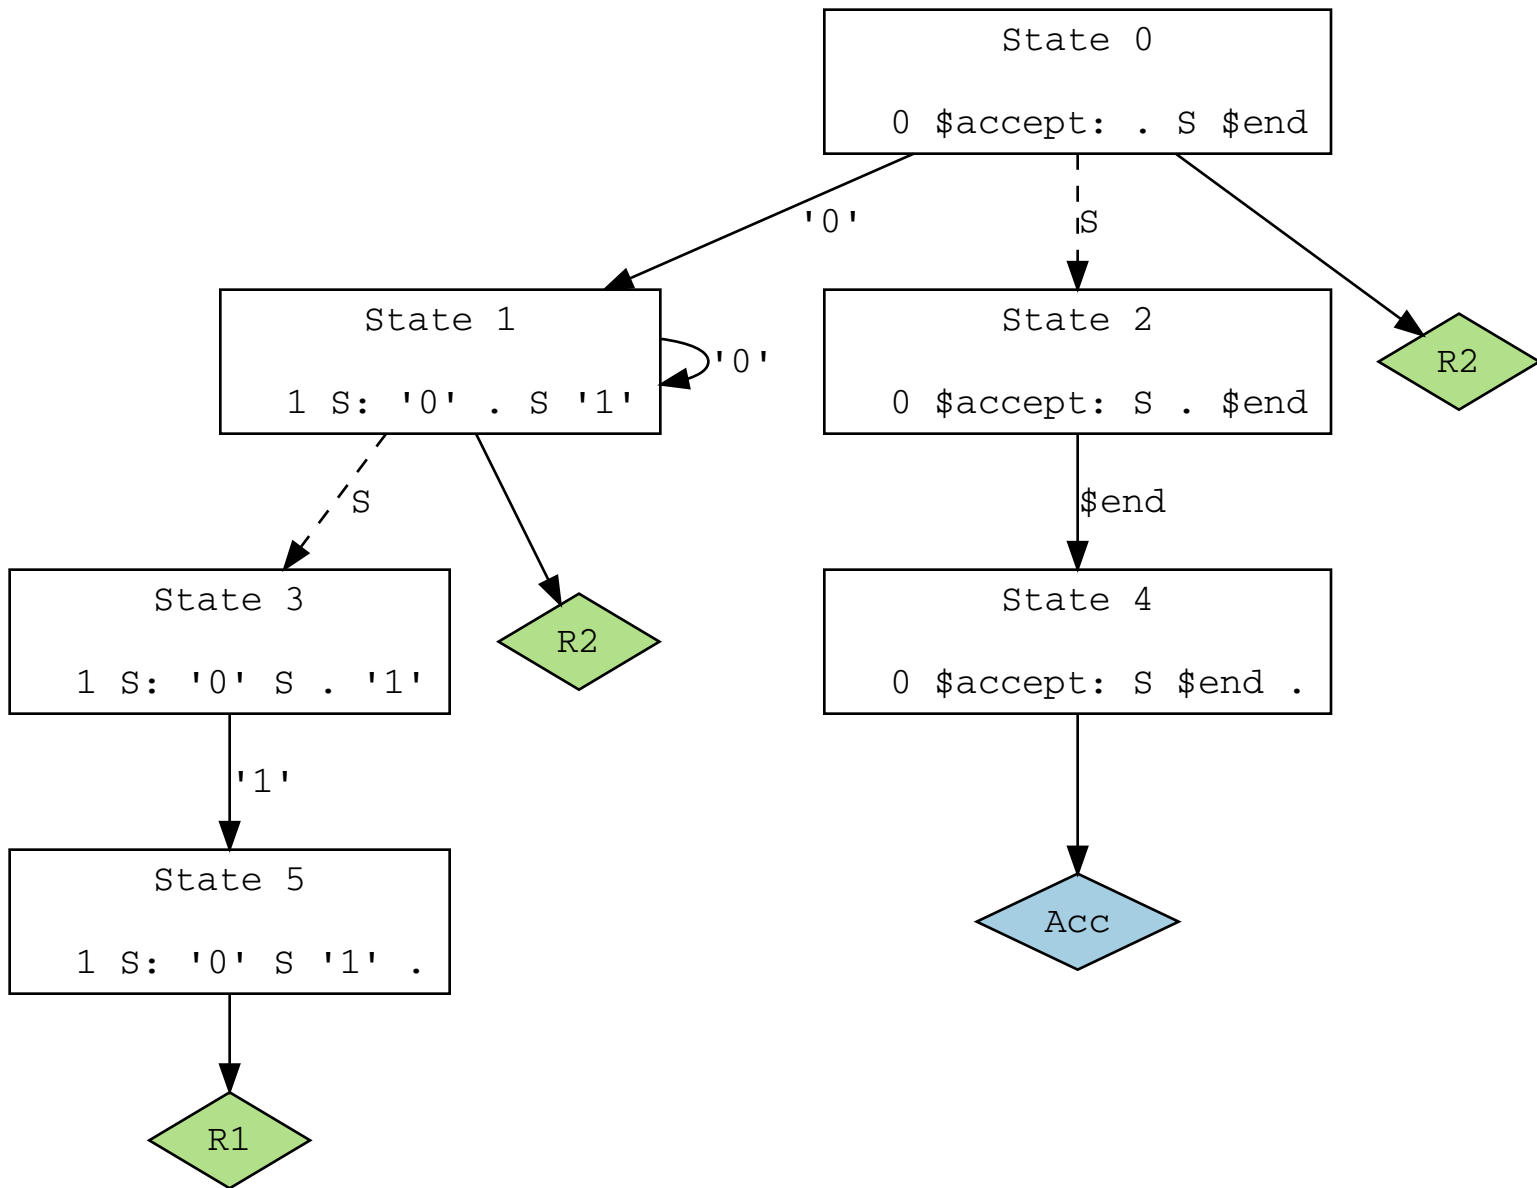 State 0
0 $accept: . S $end
'0'
S
State 1
1 S: '0' . S '1'
'0'
State 2
0 $accept: S . $end
R2
S
$end
State 3
1 S: '0' S . '1'
R2
State 4
0 $accept: S $end .
'1'
State 5
1 S: '0' S '1' .
Acc
R1